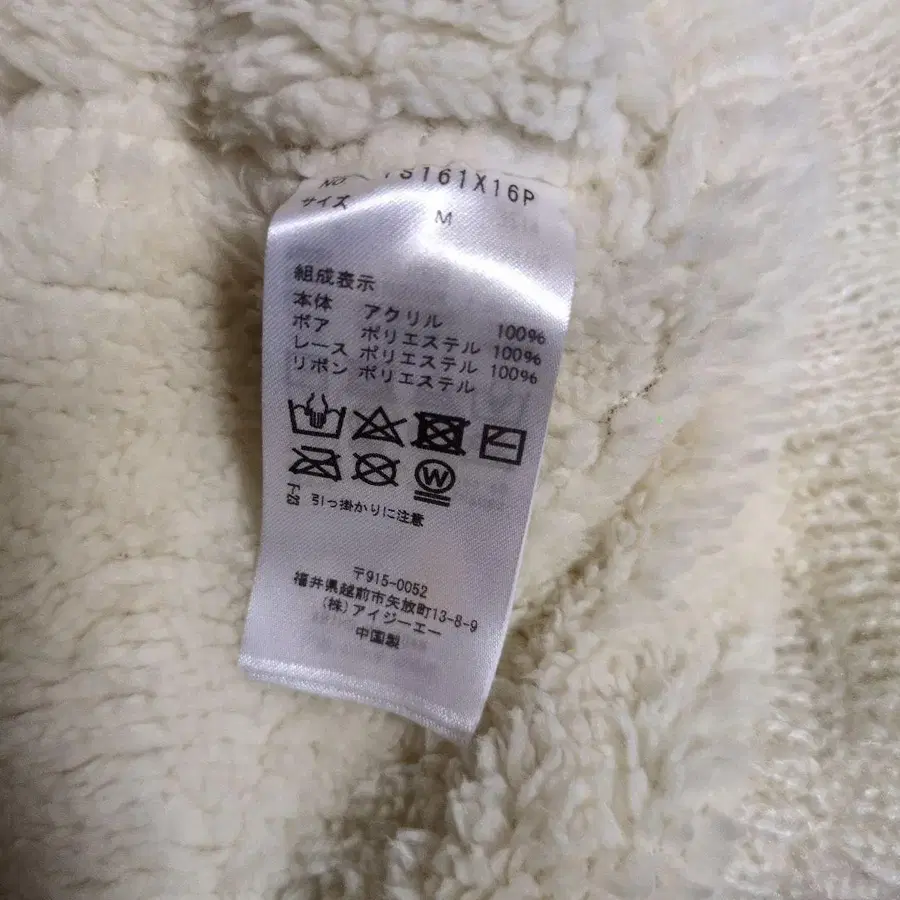 NO 7S161X16P
サイズ M
組成表示
本体 アクリル 100%
ボア ポリエステル 100%
レース ポリエステル 100%
リボン ポリエステル
W
引っ掛かりに注意
〒915-0052
福井県越前市矢放町13-8-9
(株)アイジーエー
中国製